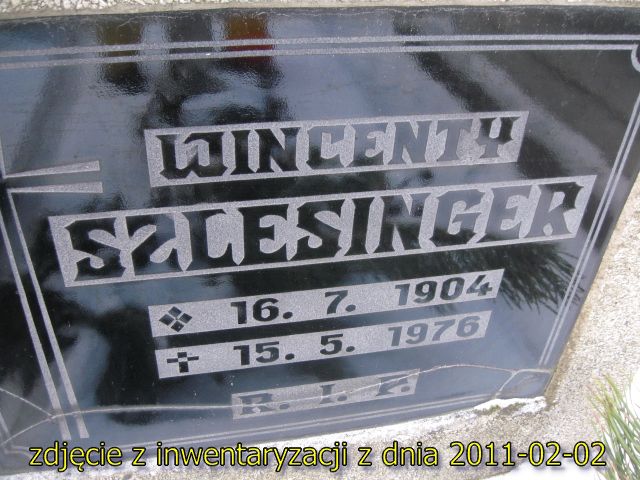 WINCENTY
SZLESINGER
16. 7. 1904
15. 5. 1976
R. I. P.
zdjęcie z inwentaryzacji z dnia 2011-02-02